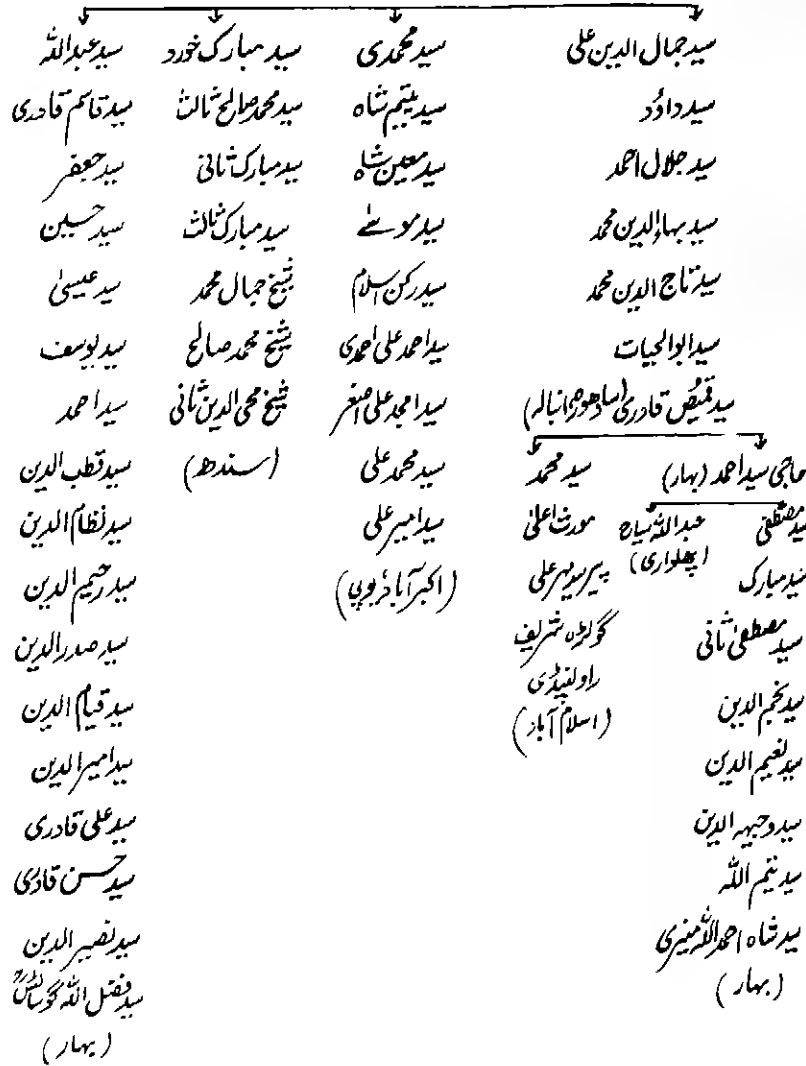 سید جمال الدین علی	سید محمدی	سید مبارک خورد	سید عبداللہ
سید داؤد	سید یتیم شاہ	سید محمد صالح ثالث	سید قاسم قادری
سید جلال احمد	سید معین شاہ	سید مبارک ثانی	سید جعفر
سید بہاء الدین محمد	سید موسے	سید مبارک ثالث	سید حسین
سید تاج الدین محمد	سید رکن اسلام	شیخ جمال محمد	سید عیسیٰ
سید ابوالحیات	سید احمد علی احمدی	شیخ محمد صالح	سید یوسف
سید قمیُص قادری (سادھورہ انبالہ)	سید امجد علی اصغر	شیخ محی الدین ثانی	سید احمد
حاجی سید احمد (بہار)	سید محمد	سید محمد علی	(سندھ)	سید قطب الدین
سید مصطفٰی	عبداللہ سیاح	مورث اعلیٰ	سید امیر علی	سید نظام الدین
سید مبارک	(پھلواری)	پیر سید مہر علی	(اکبر آباد یوپی)	سید رحیم الدین
سید مصطفیٰ ثانی	گولڑہ شریف	سید صدر الدین
سید نجم الدین	راولپنڈی	سید قیام الدین
سید نعیم الدین	(اسلام آباد)	سید امیر الدین
سید وجیہہ الدین	سید علی قادری
سید یتیم اللہ	سید حسن قادری
سید شاہ احمد اللہ منیری	سید نصیر الدین
(بہار)	سید فضل اللہ
(بہار)